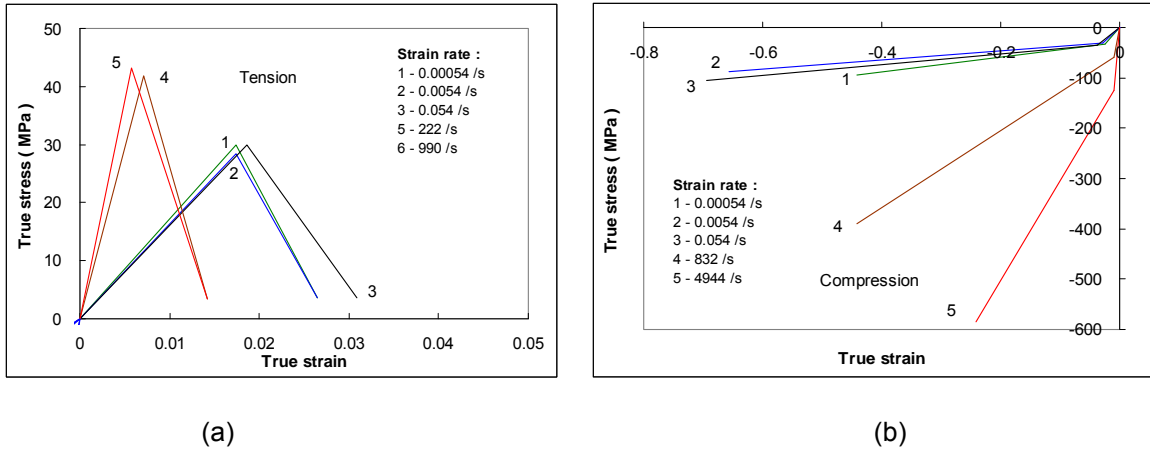 50
40
30
20
10
0
True stress ( MPa )
Tension
5
4
1
2
3
Strain rate :
1 - 0.00054 /s
2 - 0.0054 /s
3 - 0.054 /s
5 - 222 /s
6 - 990 /s
0 0.01 0.02 0.03 0.04 0.05
True strain
(a)
0
-0.8 -0.6 -0.4 -0.2 0
-100
-200
-300
-400
-500
-600
True stress ( MPa )
2
3
1
4
5
Strain rate :
1 - 0.00054 /s
2 - 0.0054 /s
3 - 0.054 /s
4 - 832 /s
5 - 4944 /s
Compression
True strain
(b)